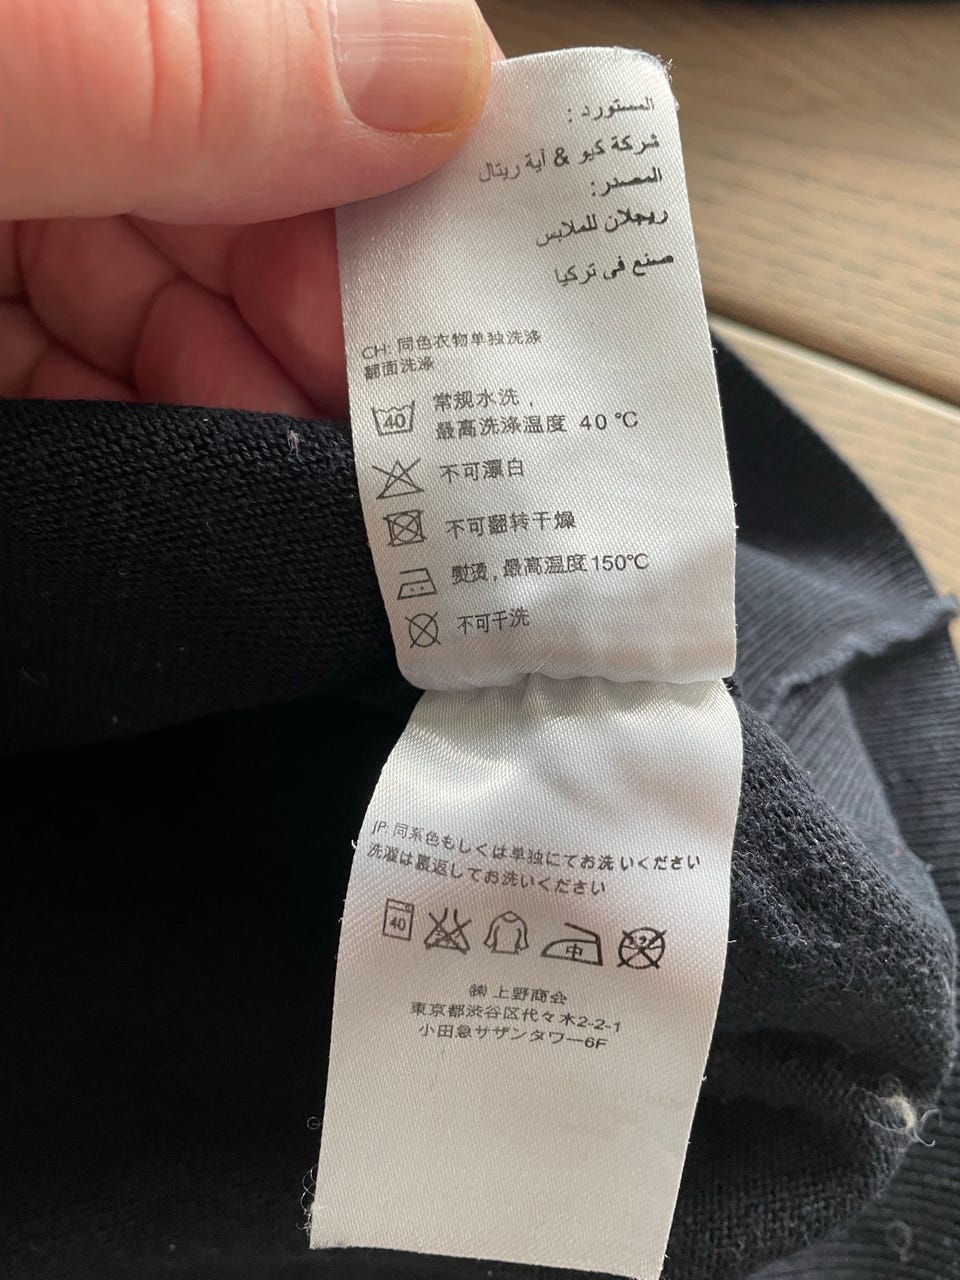 المستورد :
شركة كيو & آية ريتال
المصدر:
ريجلان للملابس
صنع فى تركيا
CH: 同色衣物单独洗涤
翻面洗涤
40 常规水洗，
最高洗涤温度 40 ℃
不可漂白
不可翻转干燥
熨烫，最高温度150℃
不可干洗
JP: 同系色もしくは単独にてお洗いください
洗濯は裏返してお洗いください
40 中
㈱ 上野商会
東京都渋谷区代々木2-2-1
小田急サザンタワー6F